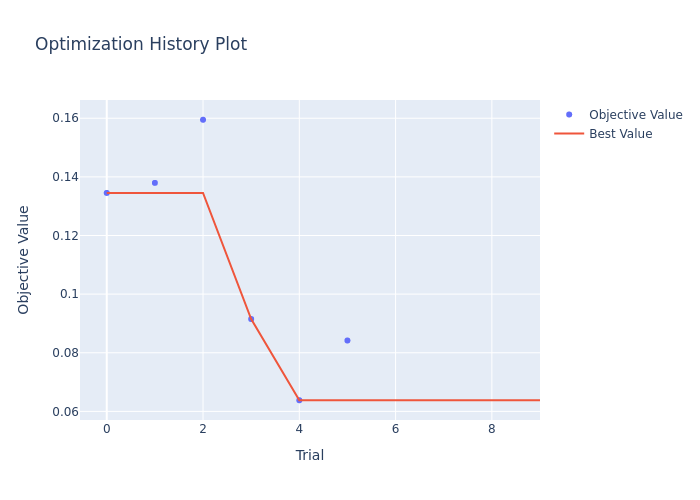 Optimization History Plot
Objective Value
Best Value
Objective Value
0.16
0.14
0.12
0.1
0.08
0.06
0
2
4
6
8
Trial